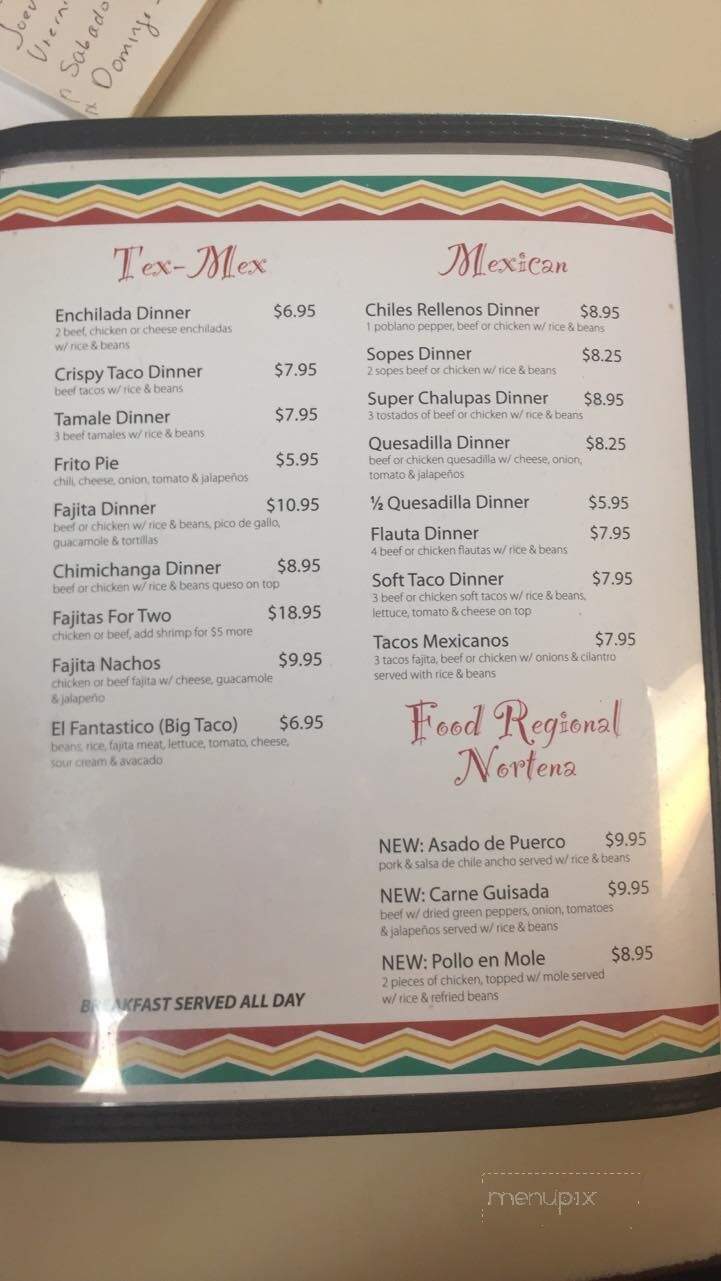 Viern
Sabado
Domingo
Tex-Mex
Enchilada Dinner $6.95
2 beef, chicken or cheese enchiladas
w/ rice & beans
Crispy Taco Dinner $7.95
beef tacos w/ rice & beans
Tamale Dinner $7.95
3 beef tamales w/ rice & beans
Frito Pie $5.95
chili, cheese, onion, tomato & jalapeños
Fajita Dinner $10.95
beef or chicken w/ rice & beans, pico de gallo,
guacamole & tortillas
Chimichanga Dinner $8.95
beef or chicken w/ rice & beans queso on top
Fajitas For Two $18.95
chicken or beef, add shrimp for $5 more
Fajita Nachos $9.95
chicken or beef fajita w/ cheese, guacamole
& jalapeño
El Fantastico (Big Taco) $6.95
beans, rice, fajita meat, lettuce, tomato, cheese,
sour cream & avacado
BREAKFAST SERVED ALL DAY
Mexican
Chiles Rellenos Dinner $8.95
1 poblano pepper, beef or chicken w/ rice & beans
Sopes Dinner $8.25
2 sopes beef or chicken w/ rice & beans
Super Chalupas Dinner $8.95
3 tostados of beef or chicken w/ rice & beans
Quesadilla Dinner $8.25
beef or chicken quesadilla w/ cheese, onion,
tomato & jalapeños
½ Quesadilla Dinner $5.95
Flauta Dinner $7.95
4 beef or chicken flautas w/ rice & beans
Soft Taco Dinner $7.95
3 beef or chicken soft tacos w/ rice & beans,
lettuce, tomato & cheese on top
Tacos Mexicanos $7.95
3 tacos fajita, beef or chicken w/ onions & cilantro
served with rice & beans
Food Regional
Nortena
NEW: Asado de Puerco $9.95
pork & salsa de chile ancho served w/ rice & beans
NEW: Carne Guisada $9.95
beef w/ dried green peppers, onion, tomatoes
& jalapeños served w/ rice & beans
NEW: Pollo en Mole $8.95
2 pieces of chicken, topped w/ mole served
w/ rice & refried beans
menupix